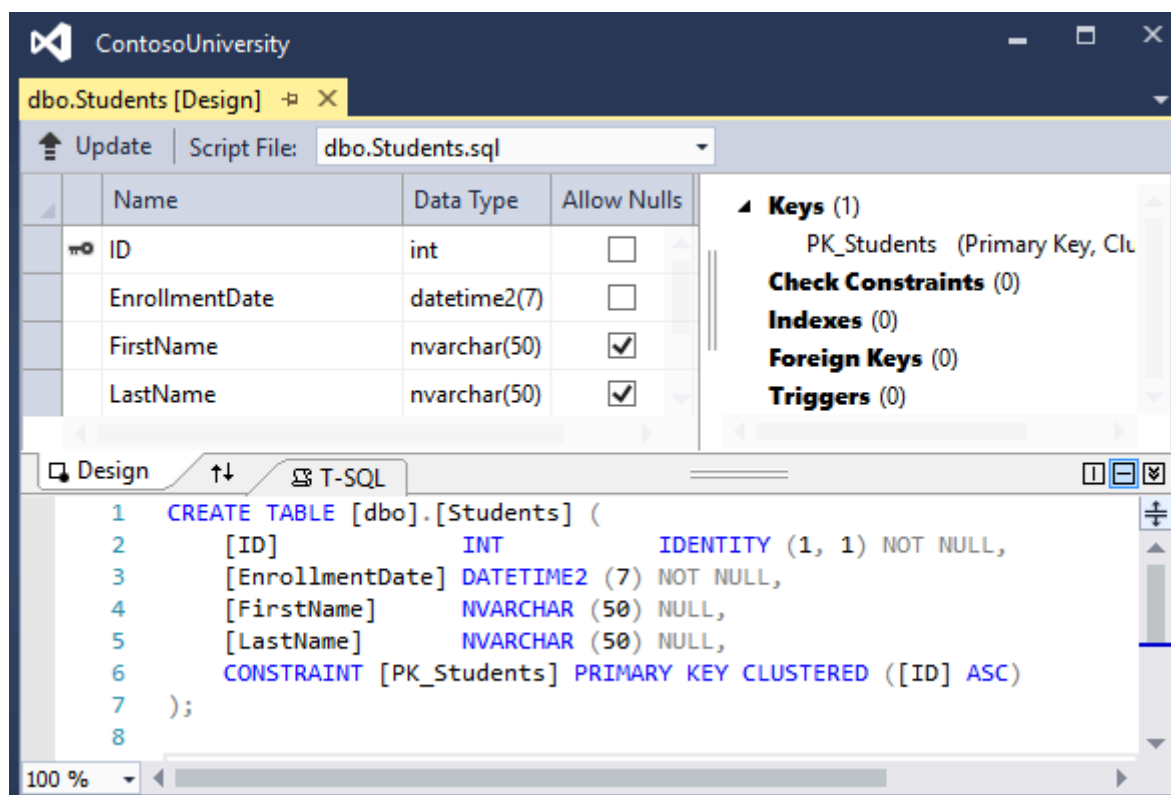 ContosoUniversity
dbo.Students [Design]
Update Script File: dbo.Students.sql
Name Data Type Allow Nulls
ID int
EnrollmentDate datetime2(7)
FirstName nvarchar(50)
LastName nvarchar(50)
Keys (1)
PK_Students (Primary Key, Clu
Check Constraints (0)
Indexes (0)
Foreign Keys (0)
Triggers (0)
Design T-SQL
1 CREATE TABLE [dbo].[Students] (
2 [ID] INT IDENTITY (1, 1) NOT NULL,
3 [EnrollmentDate] DATETIME2 (7) NOT NULL,
4 [FirstName] NVARCHAR (50) NULL,
5 [LastName] NVARCHAR (50) NULL,
6 CONSTRAINT [PK_Students] PRIMARY KEY CLUSTERED ([ID] ASC)
7 );
8
100 %